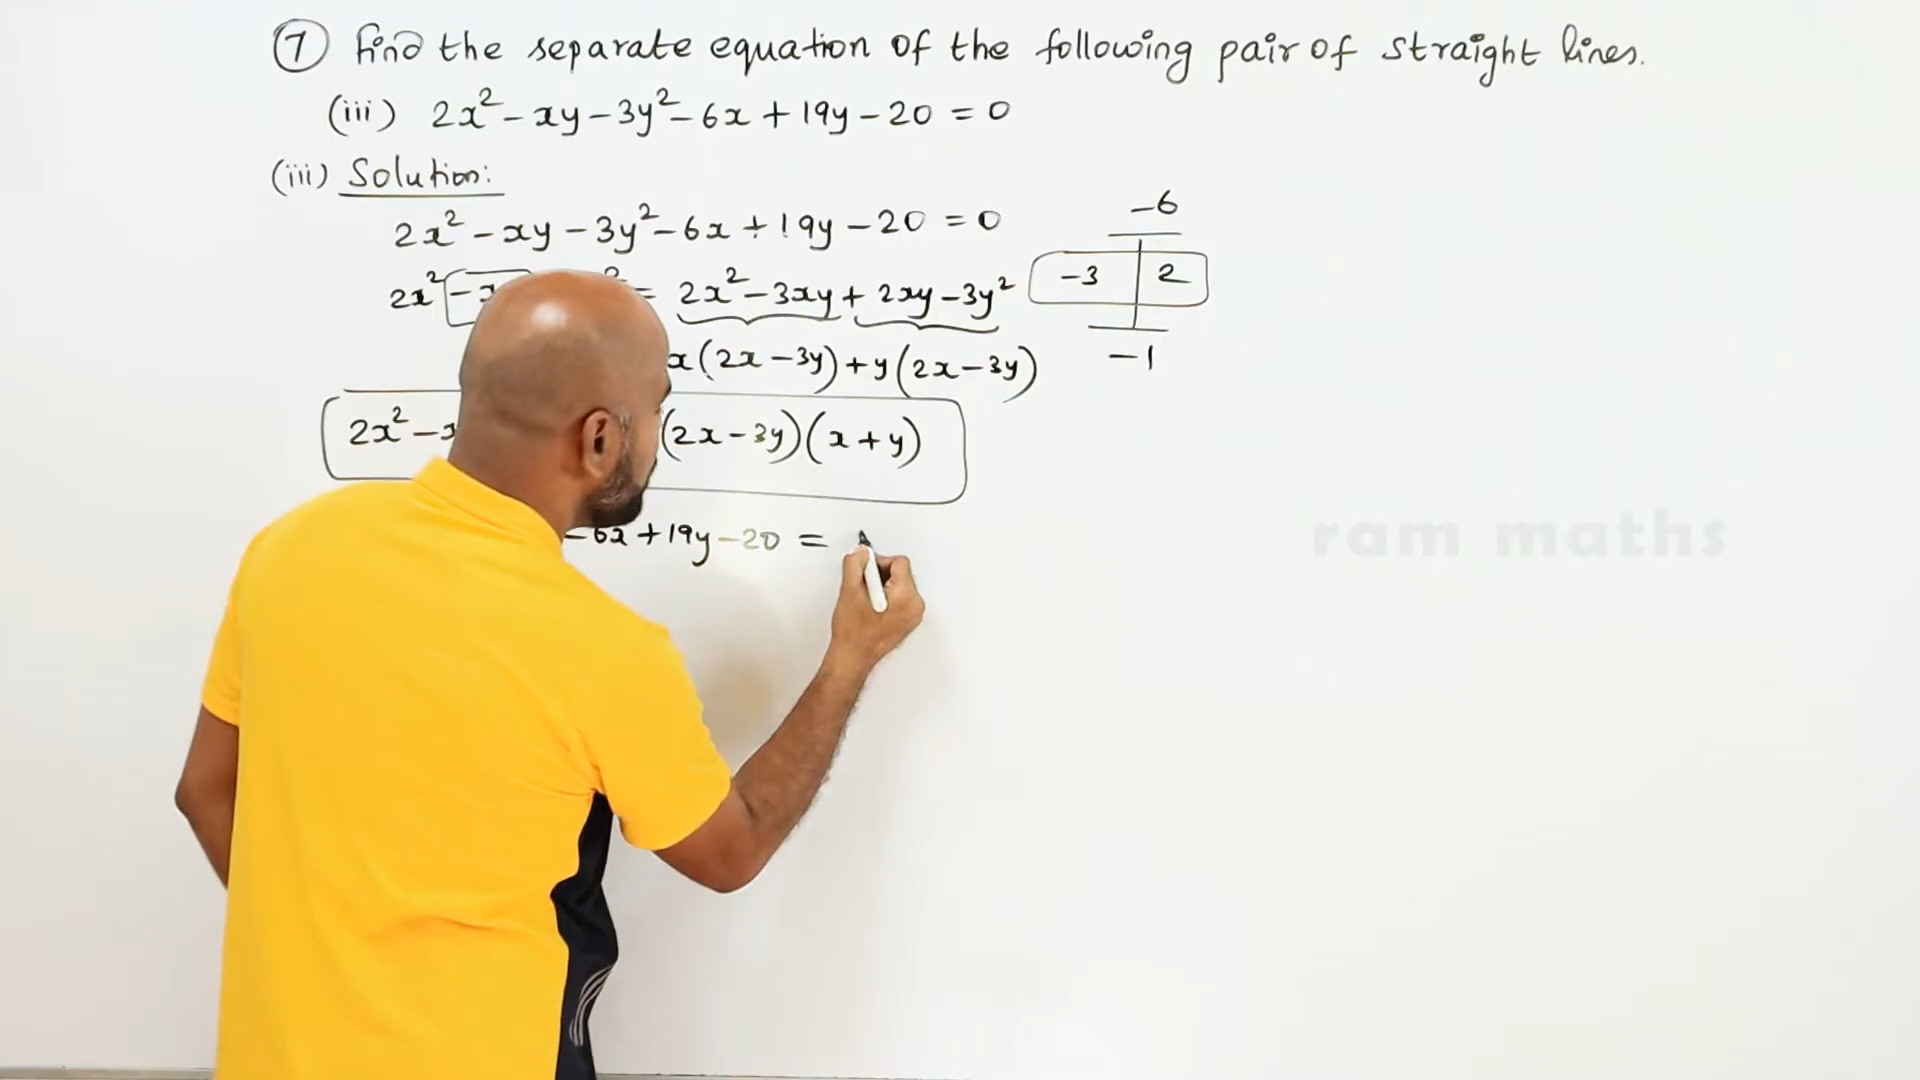 7 Find the separate equation of the following pair of straight lines.
(iii) 2x² - xy - 3y² - 6x + 19y - 20 = 0
(iii) Solution:
2x² - xy - 3y² - 6x + 19y - 20 = 0
-6
2x² - = 2x² - 3xy + 2xy - 3y²
-3 2
x(2x - 3y) + y(2x - 3y)
-1
2x² - (2x - 3y)(x + y)
- 6x + 19y - 20 =
ram maths